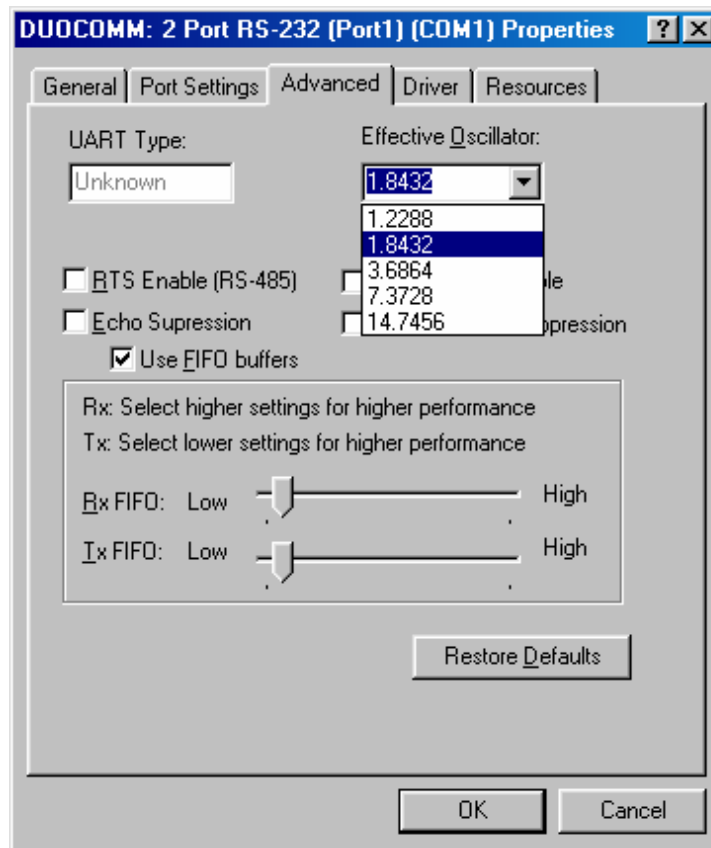 DUOCOMM: 2 Port RS-232 (Port1) (COM1) Properties
General Port Settings Advanced Driver Resources
UART Type:
Unknown
Effective Oscillator:
1.8432
1.2288
1.8432
3.6864
7.3728
14.7456
RTS Enable (RS-485)
Echo Supression
Use FIFO buffers
Rx: Select higher settings for higher performance
Tx: Select lower settings for higher performance
Rx FIFO: Low High
Tx FIFO: Low High
Restore Defaults
OK Cancel